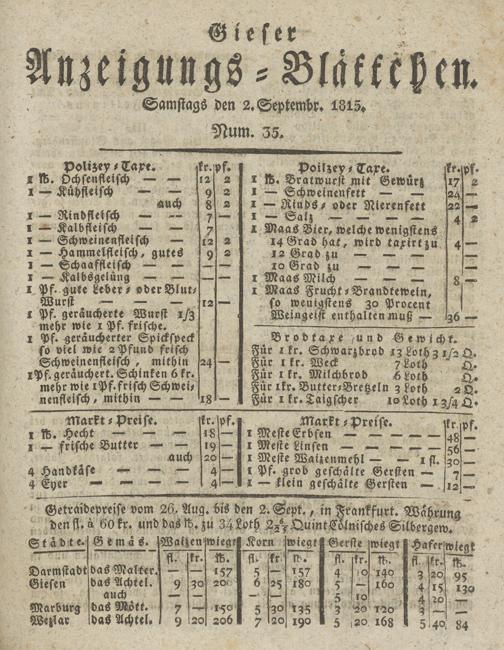 Gieser
Anzeigungs-Blättchen.
Samstags den 2. Septembr. 1815.
Num. 35.
Polizey-Taxe. kr. pf.
1 ℔. Ochsenfleisch — — 12 2
1 — Kühfleisch — — 9 2
auch 8 2
1 — Rindfleisch — — 7 —
1 — Kalbfleisch — — 7
1 — Schweinenfleisch — 12 2
1 — Hammelfleisch, gutes 9 2
1 — Schaaffleisch — —
1 — Kalbsgelüng — —
1 Pf. gute Leber- oder Blut-
Wurst — — — 12 —
1 Pf. geräucherte Wurst 1/3
mehr wie 1 Pf. frische.
1 Pf. geräucherter Spickspeck
so viel wie 2 Pfund frisch
Schweinenfleisch, mithin 24 —
1 Pf. geräuchert. Schinken 6 kr.
mehr wie 1 Pf. frisch Schwei-
nenfleisch, mithin — 18 —
Poilzey-Taxe. kr. pf.
1 ℔. Bratwurst mit Gewürz 17 2
1 — Schweinenfett — — 24 —
1 — Rinds- oder Nierenfett 22 —
1 — Salz — — — 4 2
1 Maas Bier, welche wenigstens
14 Grad hat, wird taxirt zu 4 —
12 Grad zu — — — —
10 Grad zu — — — —
1 Maas Milch — — — 8 —
1 Maas Frucht-Brandtewein,
so wenigstens 30 Procent
Weingeist enthalten muß — 36 —
Brodtaxe und Gewicht.
Für 1 kr. Schwarzbrod 13 Loth 3 1/2 Q.
Für 1 kr. Weck 7 Loth Q.
Für 1 kr. Milchbrod 6 Loth Q.
Für 1 kr. Butter-Bretzeln 3 Loth 2 Q.
Für 1 kr. Taigscher 10 Loth 1 3/4 Q.
Markt-Preise. kr. pf.
1 ℔. Hecht — — — 18 —
1 — frische Butter — — 19 —
auch 20 —
4 Handkäse — — — 4 —
4 Eyer — — — — 4 —
Markt-Preise. kr. pf.
1 Meste Erbsen — — — 48 —
1 Meste Linsen — — — 56 —
1 Meste Waizenmehl — — 1 fl. 30 —
1 Pf. grob geschälte Gersten — 7 —
1 — klein geschälte Gersten — 12 —
Getraidepreise vom 26. Aug. bis den 2. Sept., in Frankfurt. Währung
den fl. à 60 kr. und das ℔. zu 34 Loth Quint Cölnisches Silbergew.
Städte. Gemäs. Waizen wiegt Korn wiegt Gerste wiegt Hafer wiegt
fl. kr. ℔ fl. kr. ℔ fl. kr. ℔ fl. kr. ℔
Darmstadt das Malter. — — 157 5 — 157 4 10 140 3 20 95
Giesen das Achtel. 9 30 200 6 25 180 5 — 160 4 15 130
auch — — 5 10 4
Marburg das Mött. 7 — 150 5 30 135 3 20 120 3
Wetzlar das Achtel. 9 20 206 7 20 190 5 20 168 5 40 84